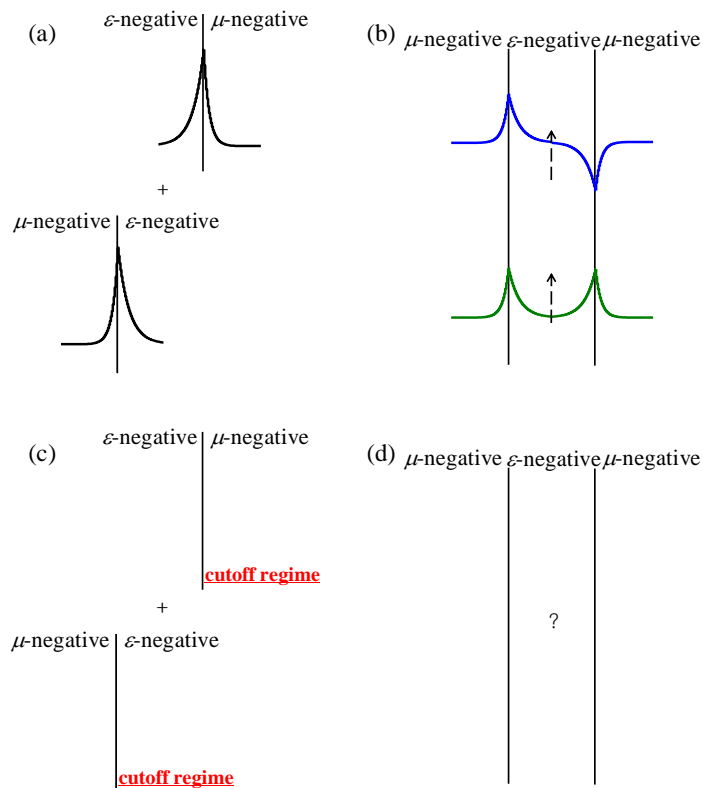 (a)
ε-negative μ-negative
+
μ-negative ε-negative
(b)
μ-negative ε-negative μ-negative
(c)
ε-negative μ-negative
cutoff regime
+
μ-negative ε-negative
cutoff regime
(d)
μ-negative ε-negative μ-negative
?